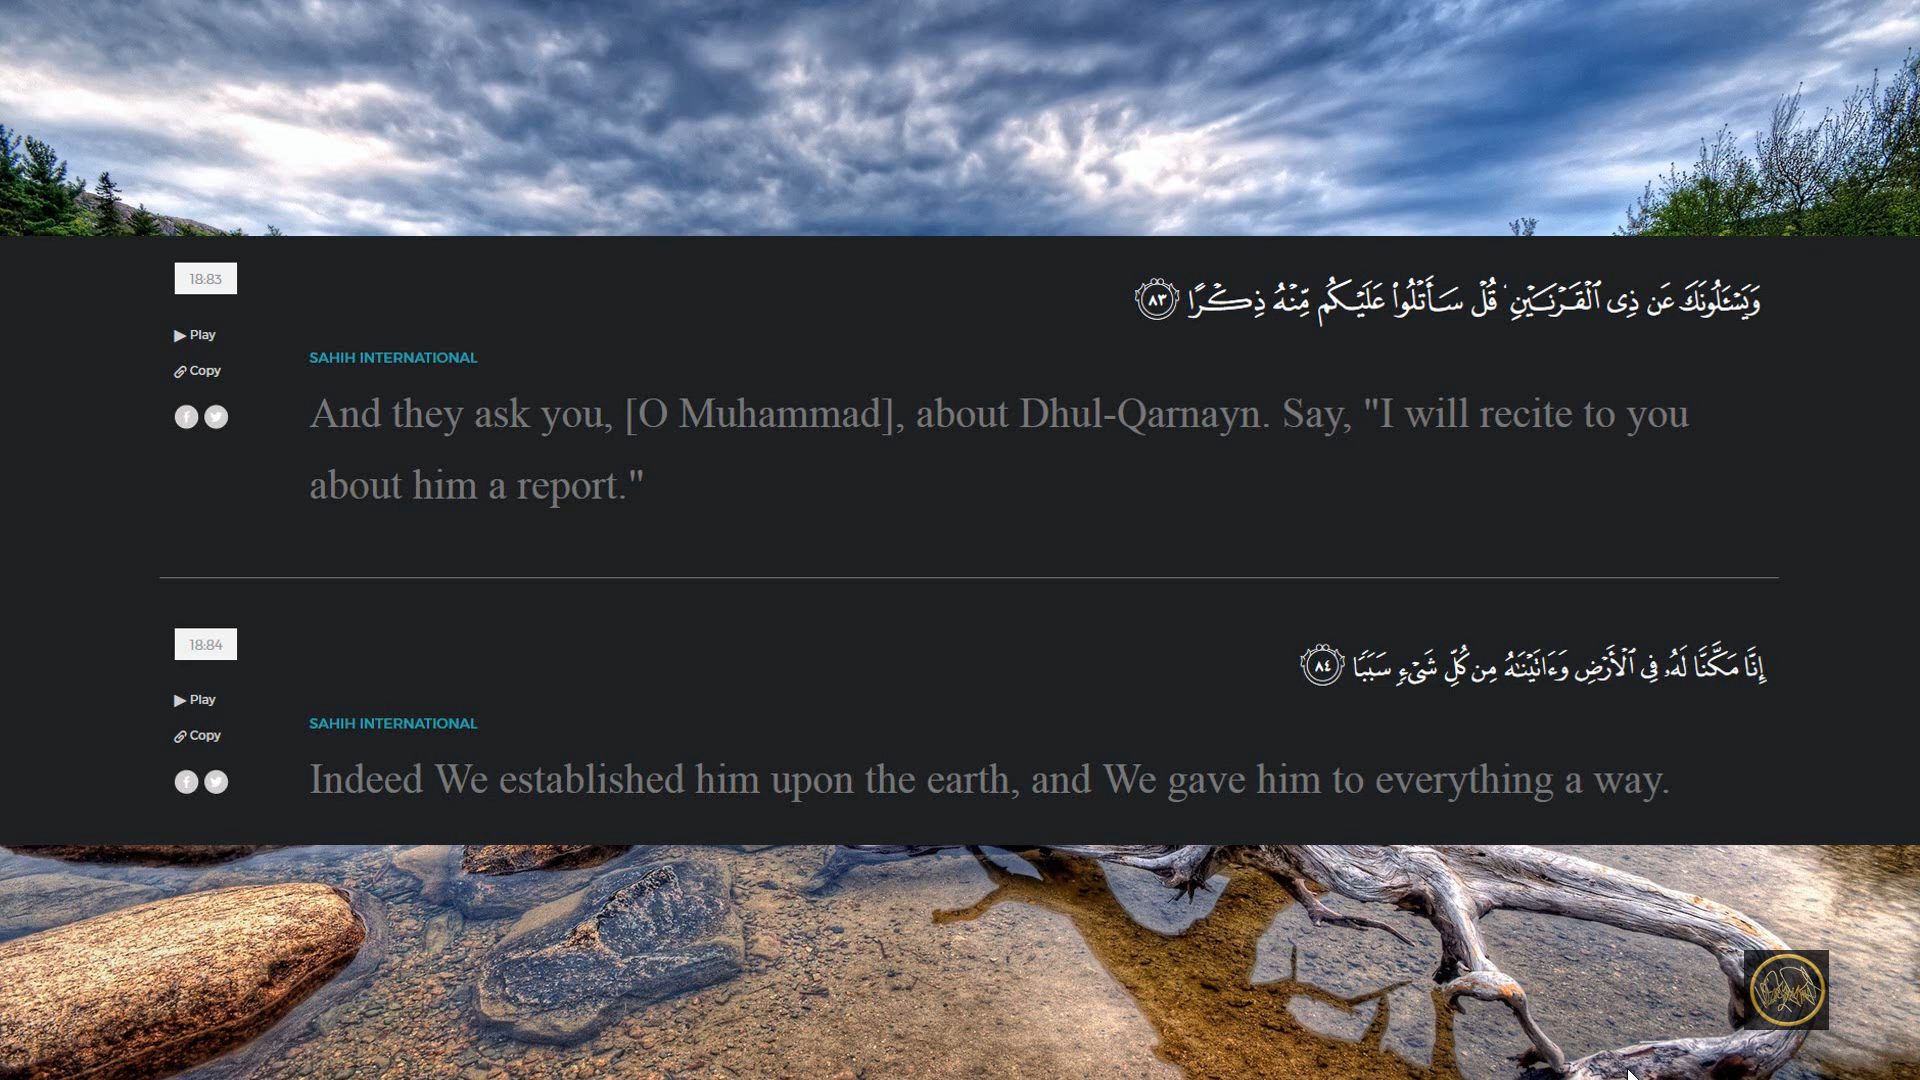 18:83
وَيَسْـَٔلُونَكَ عَن ذِى ٱلْقَرْنَيْنِ ۖ قُلْ سَأَتْلُوا۟ عَلَيْكُم مِّنْهُ ذِكْرًا ٨٣
Play
SAHIH INTERNATIONAL
Copy
And they ask you, [O Muhammad], about Dhul-Qarnayn. Say, "I will recite to you
about him a report."
18:84
إِنَّا مَكَّنَّا لَهُۥ فِى ٱلْأَرْضِ وَءَاتَيْنَـٰهُ مِن كُلِّ شَىْءٍ سَبَبًا ٨٤
Play
SAHIH INTERNATIONAL
Copy
Indeed We established him upon the earth, and We gave him to everything a way.